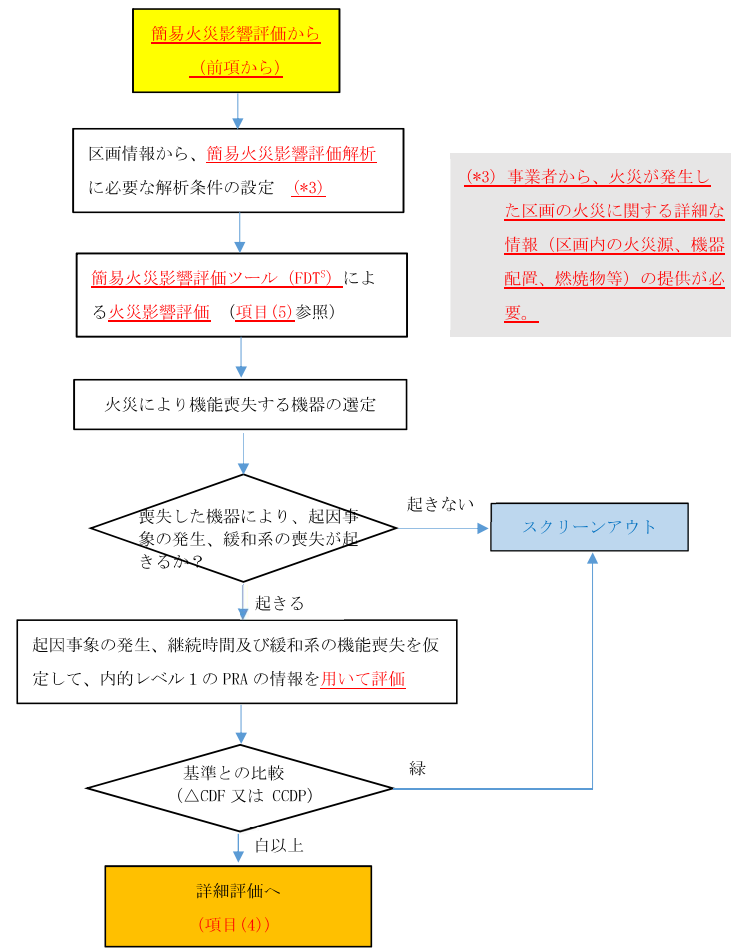 簡易火災影響評価から
（前項から）
区画情報から、簡易火災影響評価解析
に必要な解析条件の設定　(*3)
(*3) 事業者から、火災が発生し
た区画の火災に関する詳細な
情報（区画内の火災源、機器
配置、燃焼物等）の提供が必
要。
簡易火災影響評価ツール（FDTS）によ
る火災影響評価　（項目(5)参照）
火災により機能喪失する機器の選定
喪失した機器により、起因事
象の発生、緩和系の喪失が起
きるか？
起きない
スクリーンアウト
起きる
起因事象の発生、継続時間及び緩和系の機能喪失を仮
定して、内的レベル１の PRA の情報を用いて評価
基準との比較
（△CDF 又は CCDP）
緑
白以上
詳細評価へ
(項目(4))